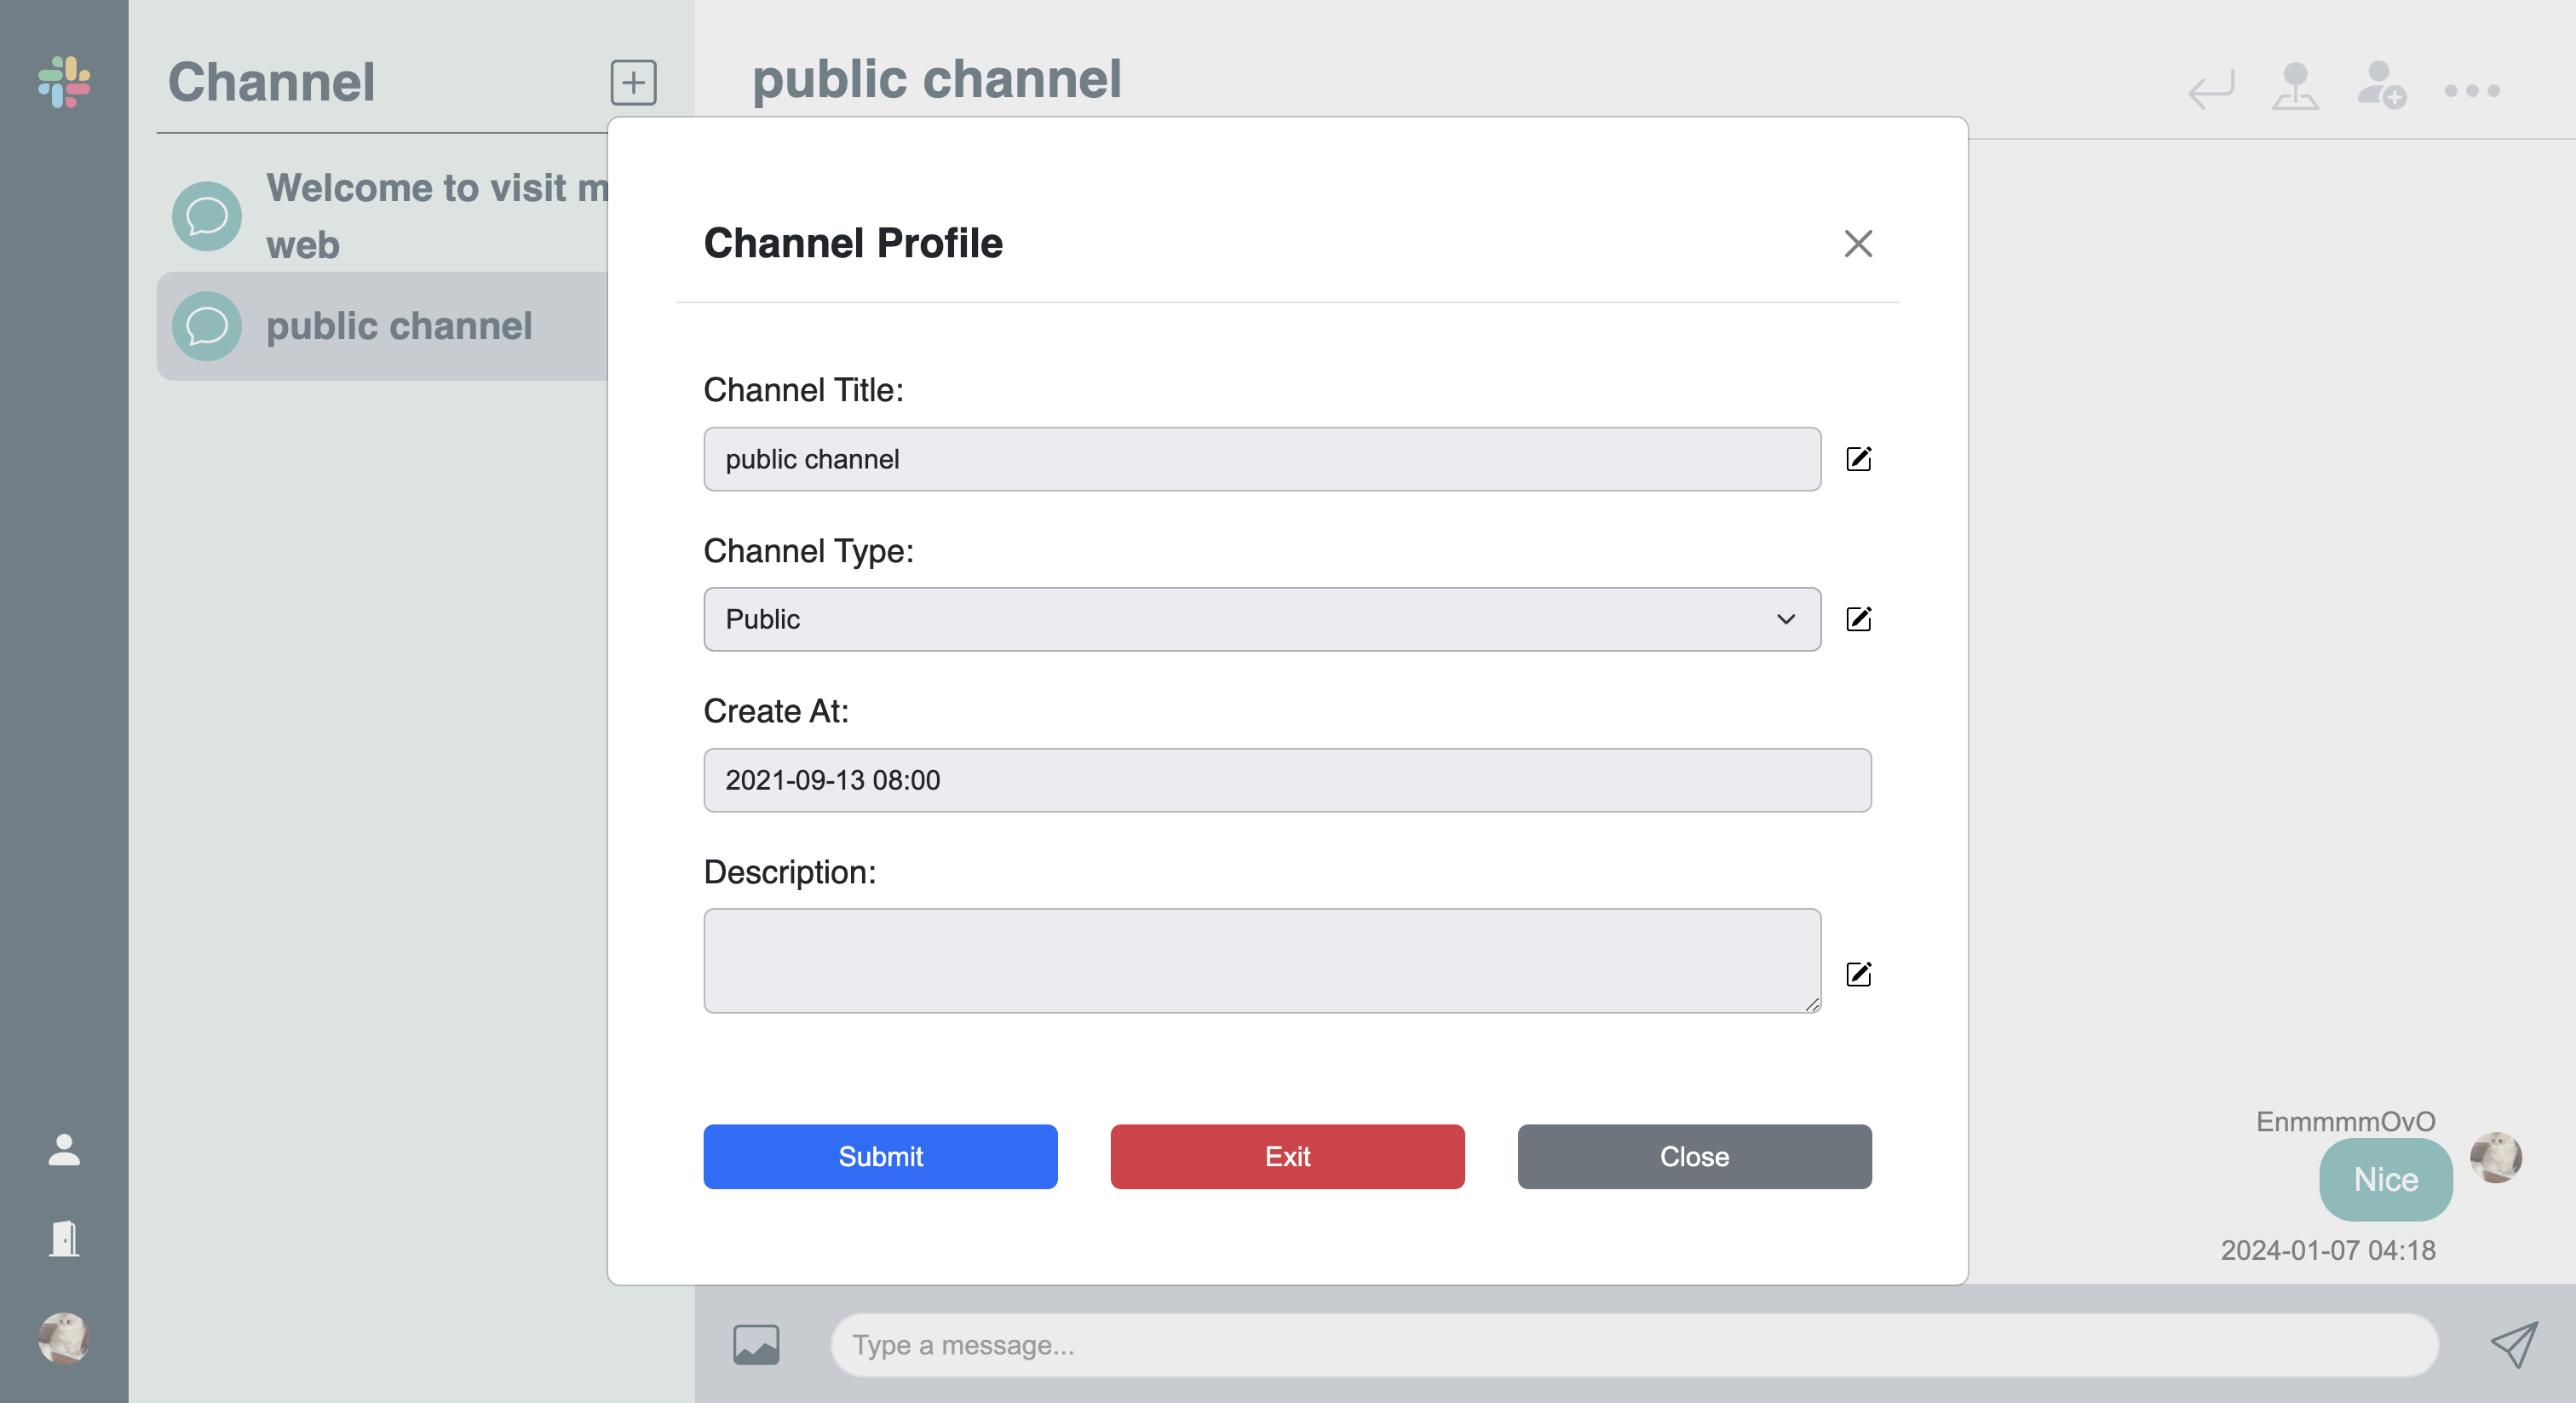 Channel
Welcome to visit m
web
public channel
public channel
Channel Profile
Channel Title:
public channel
Channel Type:
Public
Create At:
2021-09-13 08:00
Description:
Submit
Exit
Close
EnmmmmOvO
Nice
2024-01-07 04:18
Type a message...